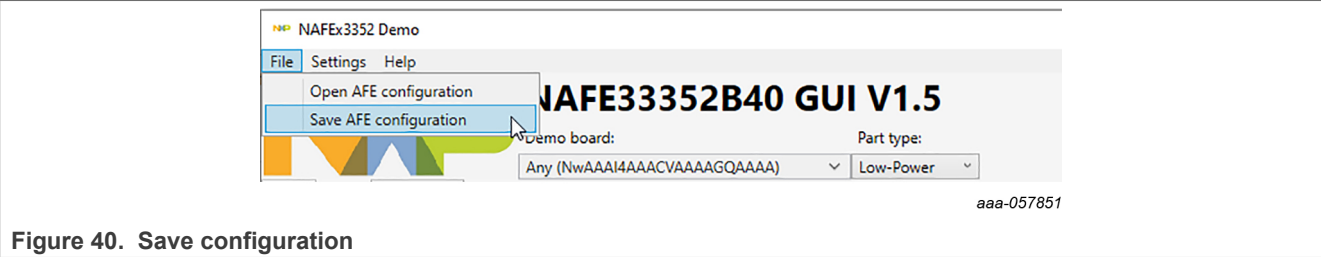 NXP NAFEx3352 Demo
File Settings Help
Open AFE configuration
Save AFE configuration
NAFE33352B40 GUI V1.5
Demo board:
Part type:
Any (NwAAAI4AAACVAAAAGQAAAA)
Low-Power
aaa-057851
Figure 40. Save configuration